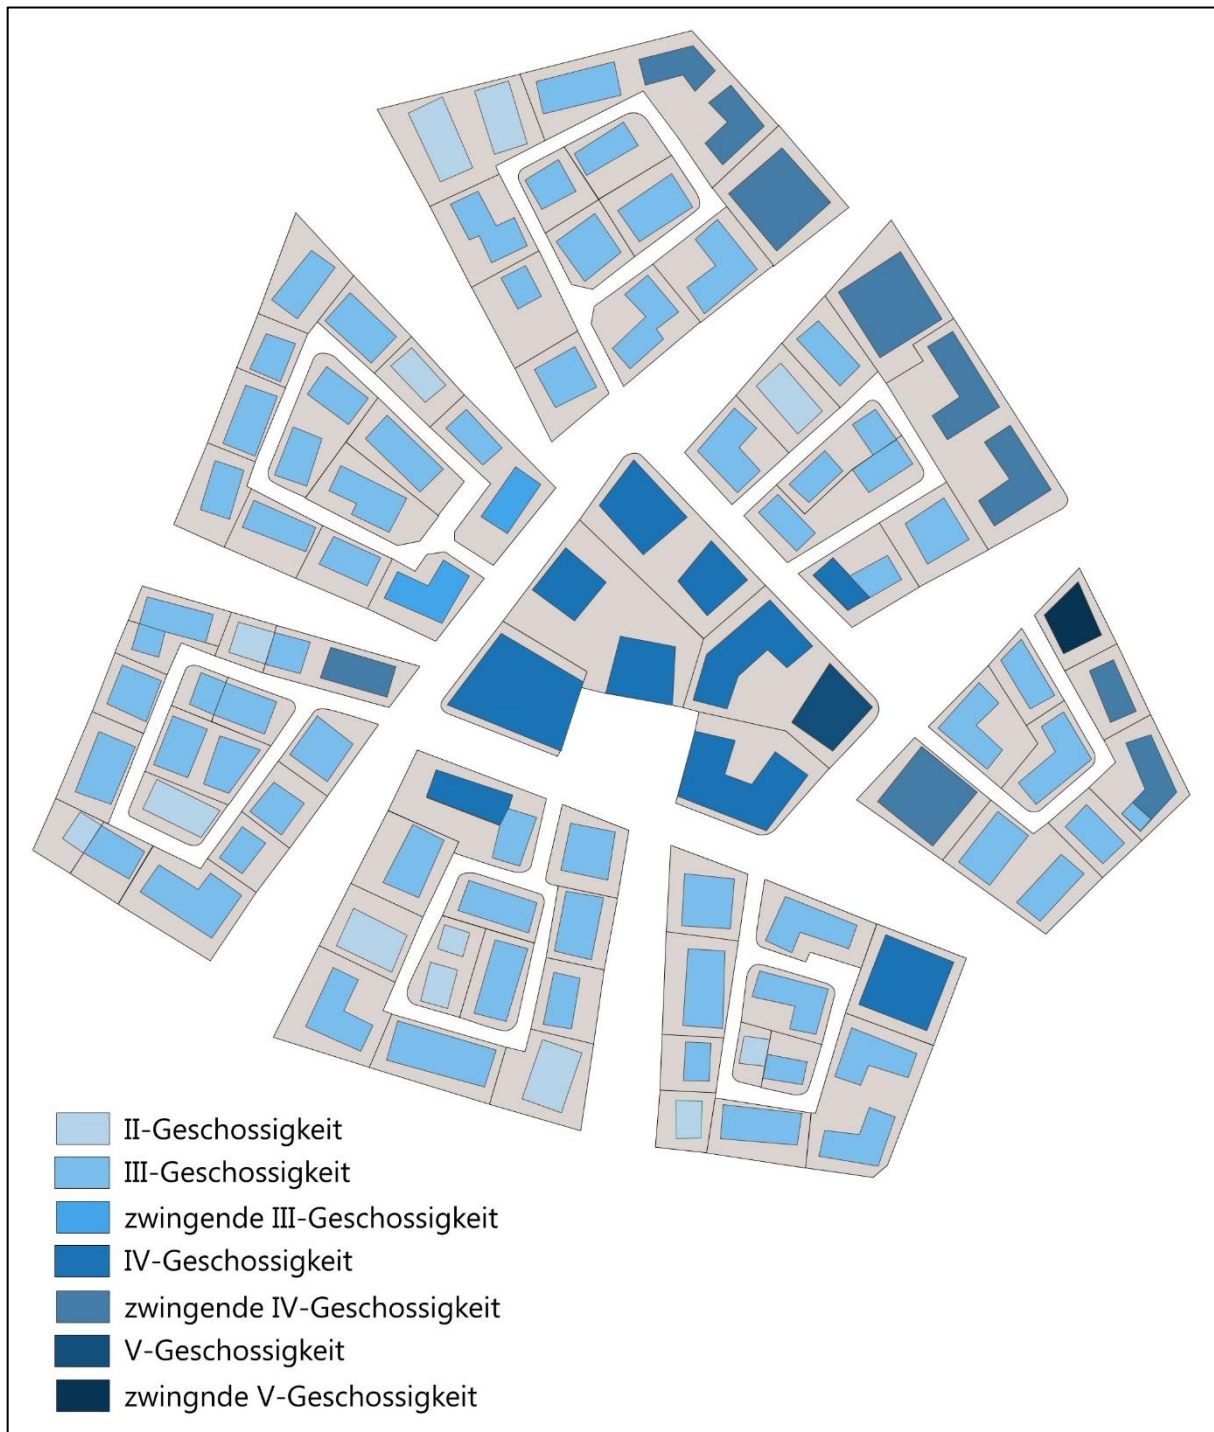 II-Geschossigkeit
III-Geschossigkeit
zwingende III-Geschossigkeit
IV-Geschossigkeit
zwingende IV-Geschossigkeit
V-Geschossigkeit
zwingnde V-Geschossigkeit